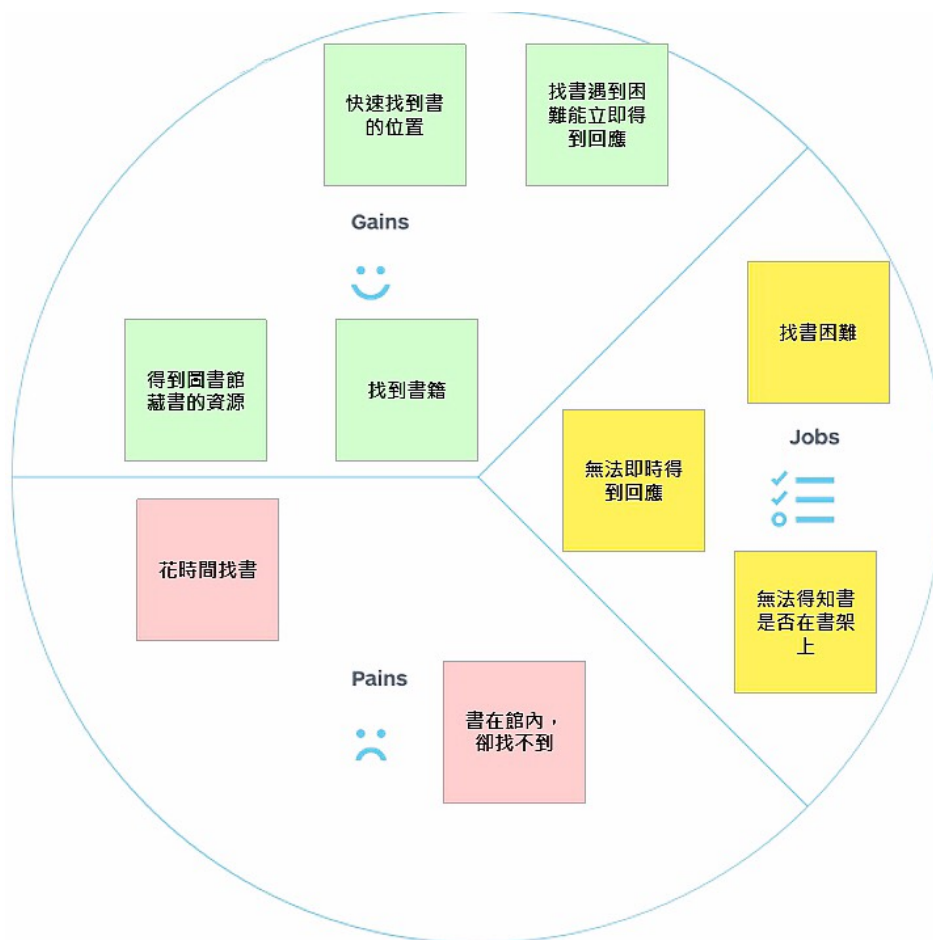 快速找到書
的位置
找書遇到困
難能立即得
到回應
Gains
得到圖書館
藏書的資源
找到書籍
找書困難
Jobs
無法即時得
到回應
無法得知書
是否在書架
上
花時間找書
Pains
書在館內，
卻找不到